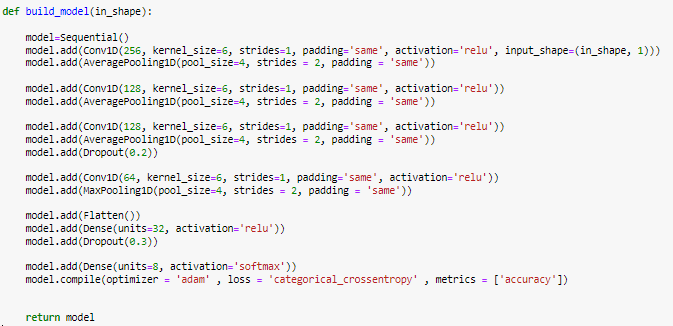 def build_model(in_shape):
model=Sequential()
model.add(Conv1D(256, kernel_size=6, strides=1, padding='same', activation='relu', input_shape=(in_shape, 1)))
model.add(AveragePooling1D(pool_size=4, strides = 2, padding = 'same'))
model.add(Conv1D(128, kernel_size=6, strides=1, padding='same', activation='relu'))
model.add(AveragePooling1D(pool_size=4, strides = 2, padding = 'same'))
model.add(Conv1D(128, kernel_size=6, strides=1, padding='same', activation='relu'))
model.add(AveragePooling1D(pool_size=4, strides = 2, padding = 'same'))
model.add(Dropout(0.2))
model.add(Conv1D(64, kernel_size=6, strides=1, padding='same', activation='relu'))
model.add(MaxPooling1D(pool_size=4, strides = 2, padding = 'same'))
model.add(Flatten())
model.add(Dense(units=32, activation='relu'))
model.add(Dropout(0.3))
model.add(Dense(units=8, activation='softmax'))
model.compile(optimizer = 'adam' , loss = 'categorical_crossentropy' , metrics = ['accuracy'])
return model